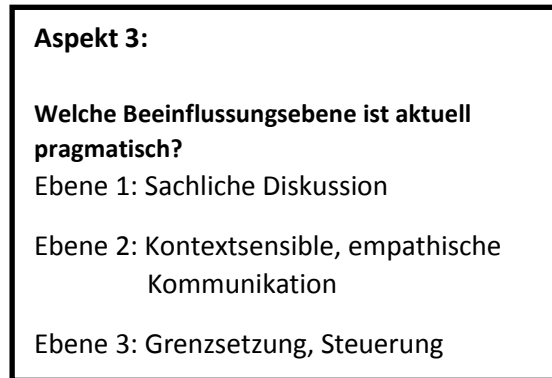 Aspekt 3:
Welche Beeinflussungsebene ist aktuell
pragmatisch?
Ebene 1: Sachliche Diskussion
Ebene 2: Kontextsensible, empathische
Kommunikation
Ebene 3: Grenzsetzung, Steuerung